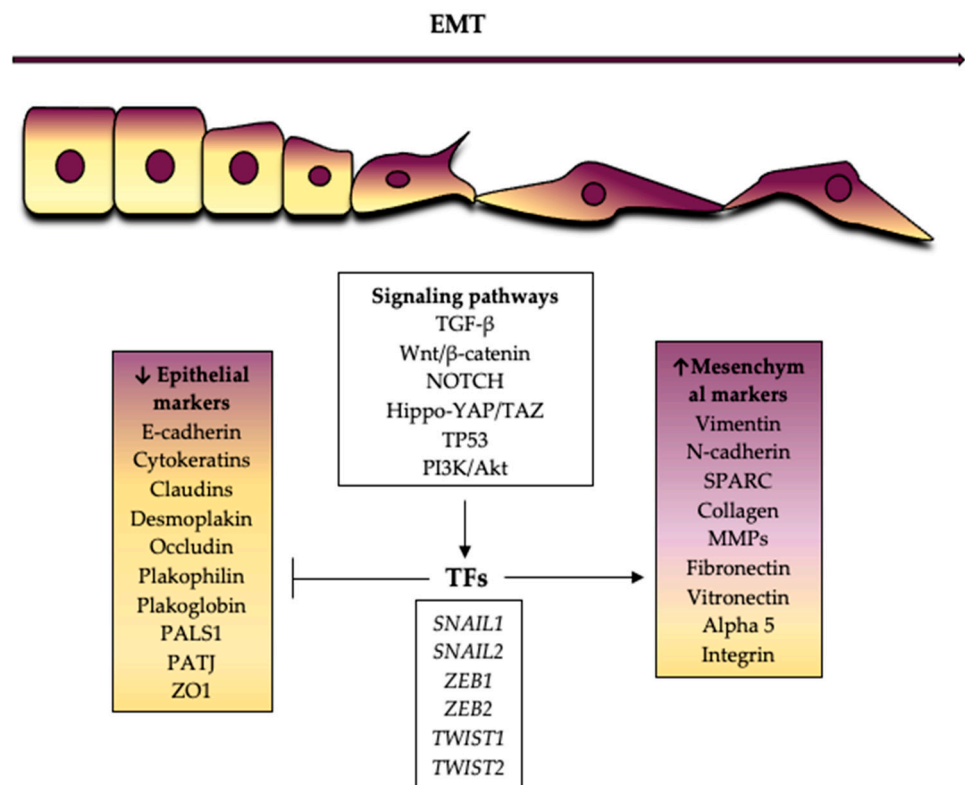 EMT
Signaling pathways
TGF-β
Wnt/β-catenin
NOTCH
Hippo-YAP/TAZ
TP53
PI3K/Akt
↓ Epithelial
markers
E-cadherin
Cytokeratins
Claudins
Desmoplakin
Occludin
Plakophilin
Plakoglobin
PALS1
PATJ
ZO1
↑Mesenchym
al markers
Vimentin
N-cadherin
SPARC
Collagen
MMPs
Fibronectin
Vitronectin
Alpha 5
Integrin
TFs
SNAIL1
SNAIL2
ZEB1
ZEB2
TWIST1
TWIST2